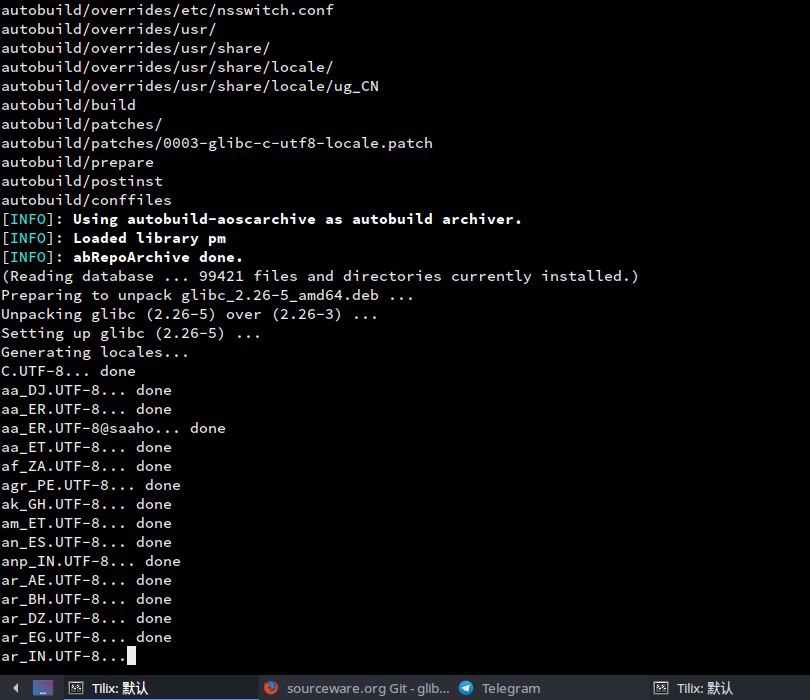 autobuild/overrides/etc/nsswitch.conf
autobuild/overrides/usr/
autobuild/overrides/usr/share/
autobuild/overrides/usr/share/locale/
autobuild/overrides/usr/share/locale/ug_CN
autobuild/build
autobuild/patches/
autobuild/patches/0003-glibc-c-utf8-locale.patch
autobuild/prepare
autobuild/postinst
autobuild/conffiles
[INFO]: Using autobuild-aoscarchive as autobuild archiver.
[INFO]: Loaded library pm
[INFO]: abRepoArchive done.
(Reading database ... 99421 files and directories currently installed.)
Preparing to unpack glibc_2.26-5_amd64.deb ...
Unpacking glibc (2.26-5) over (2.26-3) ...
Setting up glibc (2.26-5) ...
Generating locales...
C.UTF-8... done
aa_DJ.UTF-8... done
aa_ER.UTF-8... done
aa_ER.UTF-8@saaho... done
aa_ET.UTF-8... done
af_ZA.UTF-8... done
agr_PE.UTF-8... done
ak_GH.UTF-8... done
am_ET.UTF-8... done
an_ES.UTF-8... done
anp_IN.UTF-8... done
ar_AE.UTF-8... done
ar_BH.UTF-8... done
ar_DZ.UTF-8... done
ar_EG.UTF-8... done
ar_IN.UTF-8...
Tilix: 默认 sourceware.org Git - glib... Telegram Tilix: 默认